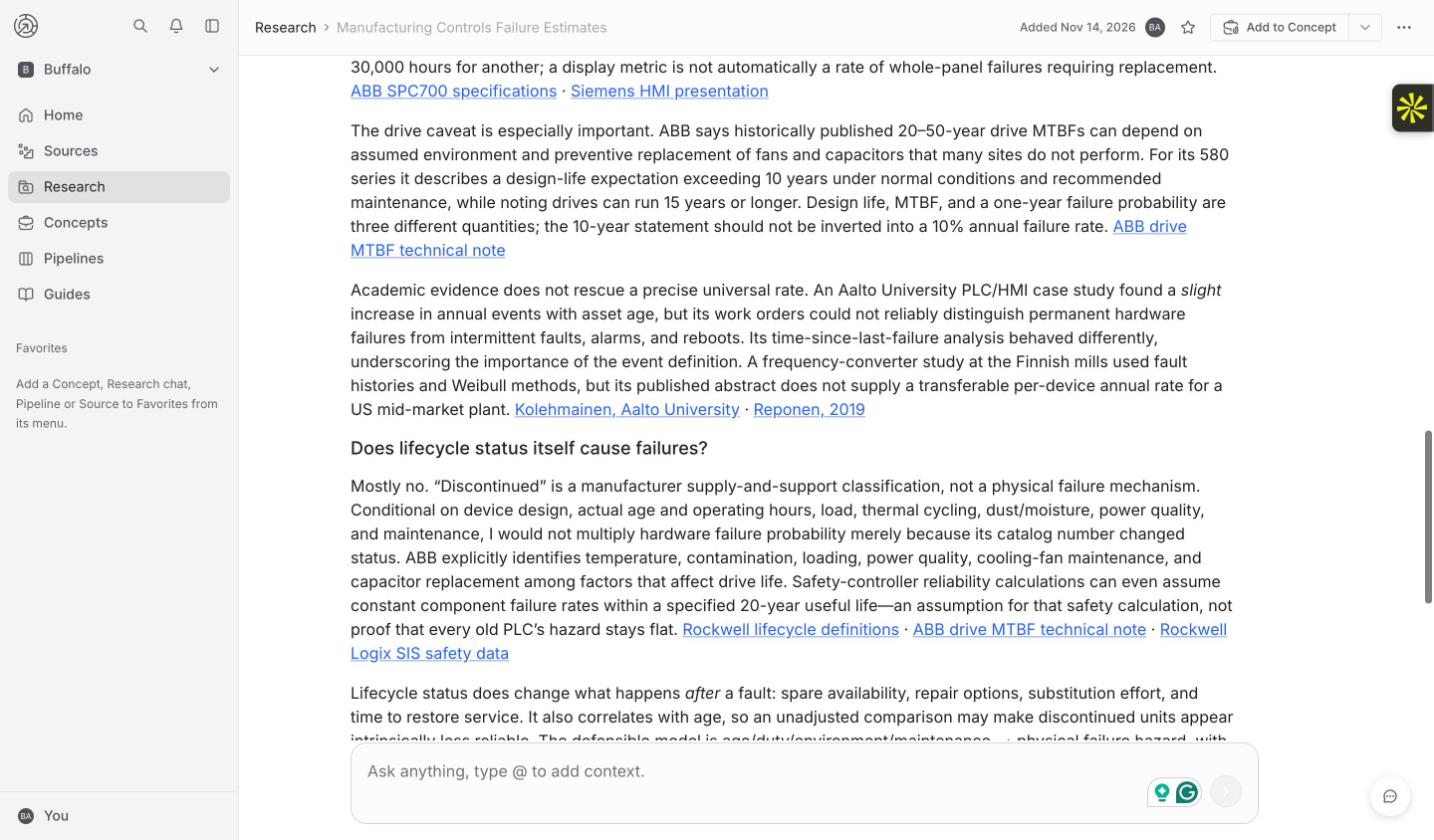 Research › Manufacturing Controls Failure Estimates
Added Nov 14, 2026 BA
Add to Concept
B Buffalo
Home
Sources
Research
Concepts
Pipelines
Guides
Favorites
Add a Concept, Research chat,
Pipeline or Source to Favorites from
its menu.
BA You
30,000 hours for another; a display metric is not automatically a rate of whole-panel failures requiring replacement.
ABB SPC700 specifications · Siemens HMI presentation
The drive caveat is especially important. ABB says historically published 20–50-year drive MTBFs can depend on
assumed environment and preventive replacement of fans and capacitors that many sites do not perform. For its 580
series it describes a design-life expectation exceeding 10 years under normal conditions and recommended
maintenance, while noting drives can run 15 years or longer. Design life, MTBF, and a one-year failure probability are
three different quantities; the 10-year statement should not be inverted into a 10% annual failure rate. ABB drive
MTBF technical note
Academic evidence does not rescue a precise universal rate. An Aalto University PLC/HMI case study found a slight
increase in annual events with asset age, but its work orders could not reliably distinguish permanent hardware
failures from intermittent faults, alarms, and reboots. Its time-since-last-failure analysis behaved differently,
underscoring the importance of the event definition. A frequency-converter study at the Finnish mills used fault
histories and Weibull methods, but its published abstract does not supply a transferable per-device annual rate for a
US mid-market plant. Kolehmainen, Aalto University · Reponen, 2019
Does lifecycle status itself cause failures?
Mostly no. “Discontinued” is a manufacturer supply-and-support classification, not a physical failure mechanism.
Conditional on device design, actual age and operating hours, load, thermal cycling, dust/moisture, power quality,
and maintenance, I would not multiply hardware failure probability merely because its catalog number changed
status. ABB explicitly identifies temperature, contamination, loading, power quality, cooling-fan maintenance, and
capacitor replacement among factors that affect drive life. Safety-controller reliability calculations can even assume
constant component failure rates within a specified 20-year useful life—an assumption for that safety calculation, not
proof that every old PLC’s hazard stays flat. Rockwell lifecycle definitions · ABB drive MTBF technical note · Rockwell
Logix SIS safety data
Lifecycle status does change what happens after a fault: spare availability, repair options, substitution effort, and
time to restore service. It also correlates with age, so an unadjusted comparison may make discontinued units appear
intrinsically less reliable. The defensible model is age/duty/environment/maintenance → physical failure hazard, with
Ask anything, type @ to add context.